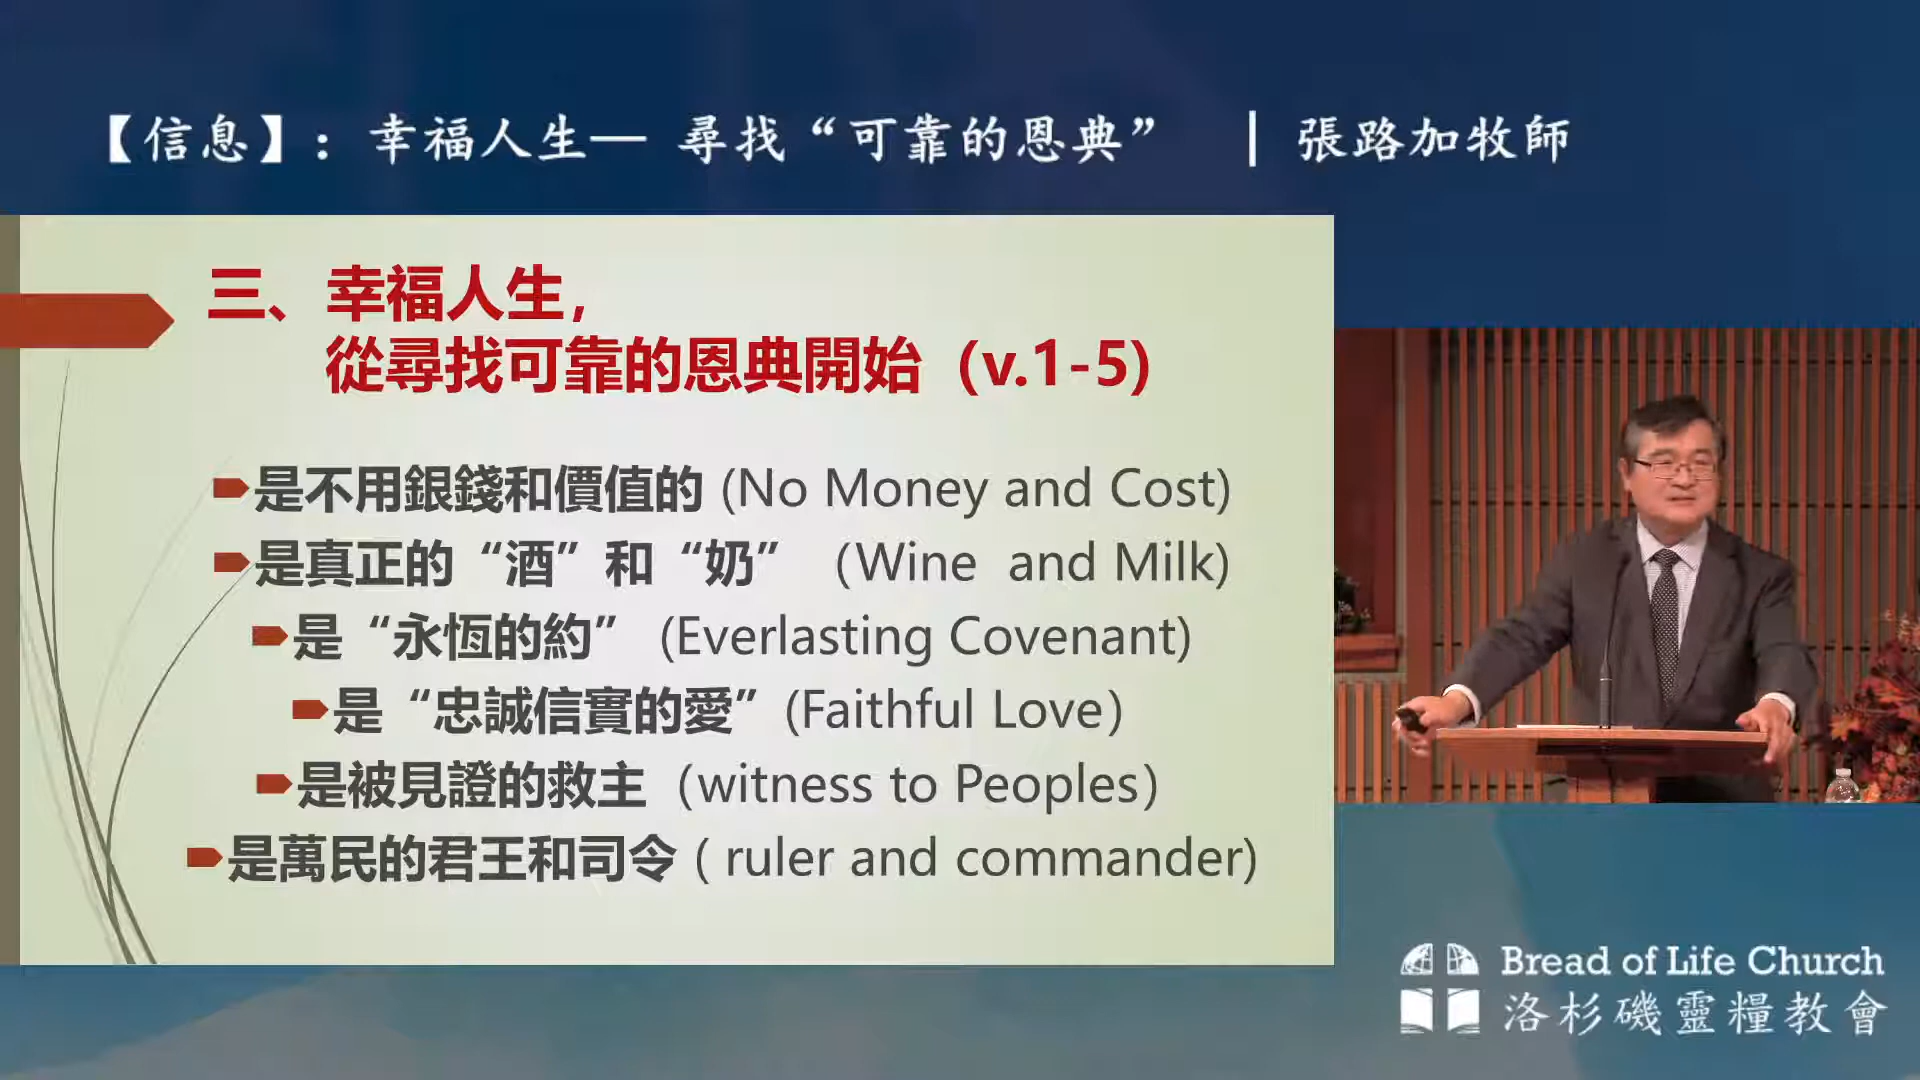 【信息】：幸福人生— 尋找“可靠的恩典” | 張路加牧師
三、幸福人生，
從尋找可靠的恩典開始（v.1-5)
是不用銀錢和價值的 (No Money and Cost)
是真正的“酒”和“奶”（Wine and Milk)
是“永恆的約” (Everlasting Covenant)
是“忠誠信實的愛” (Faithful Love）
是被見證的救主（witness to Peoples）
是萬民的君王和司令 ( ruler and commander)
Bread of Life Church
洛杉磯靈糧教會